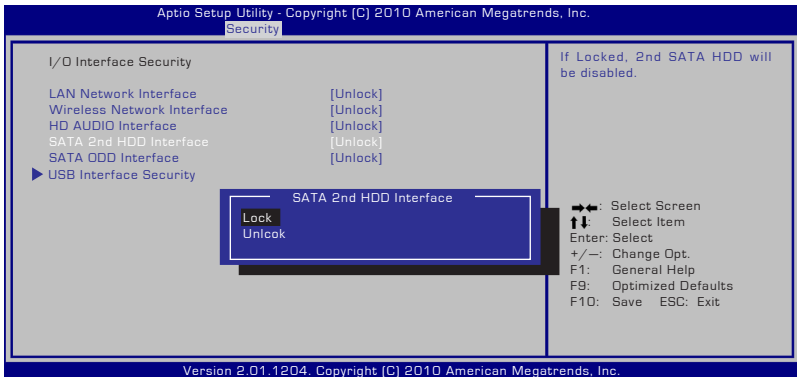 Aptio Setup Utility - Copyright (C) 2010 American Megatrends, Inc.
Security
I/O Interface Security
LAN Network Interface [Unlock]
Wireless Network Interface [Unlock]
HD AUDIO Interface [Unlock]
SATA 2nd HDD Interface [Unlock]
SATA ODD Interface [Unlock]
USB Interface Security
SATA 2nd HDD Interface
Lock
Unlcok
If Locked, 2nd SATA HDD will
be disabled.
→←: Select Screen
↑↓: Select Item
Enter: Select
+/—: Change Opt.
F1: General Help
F9: Optimized Defaults
F10: Save ESC: Exit
Version 2.01.1204. Copyright (C) 2010 American Megatrends, Inc.